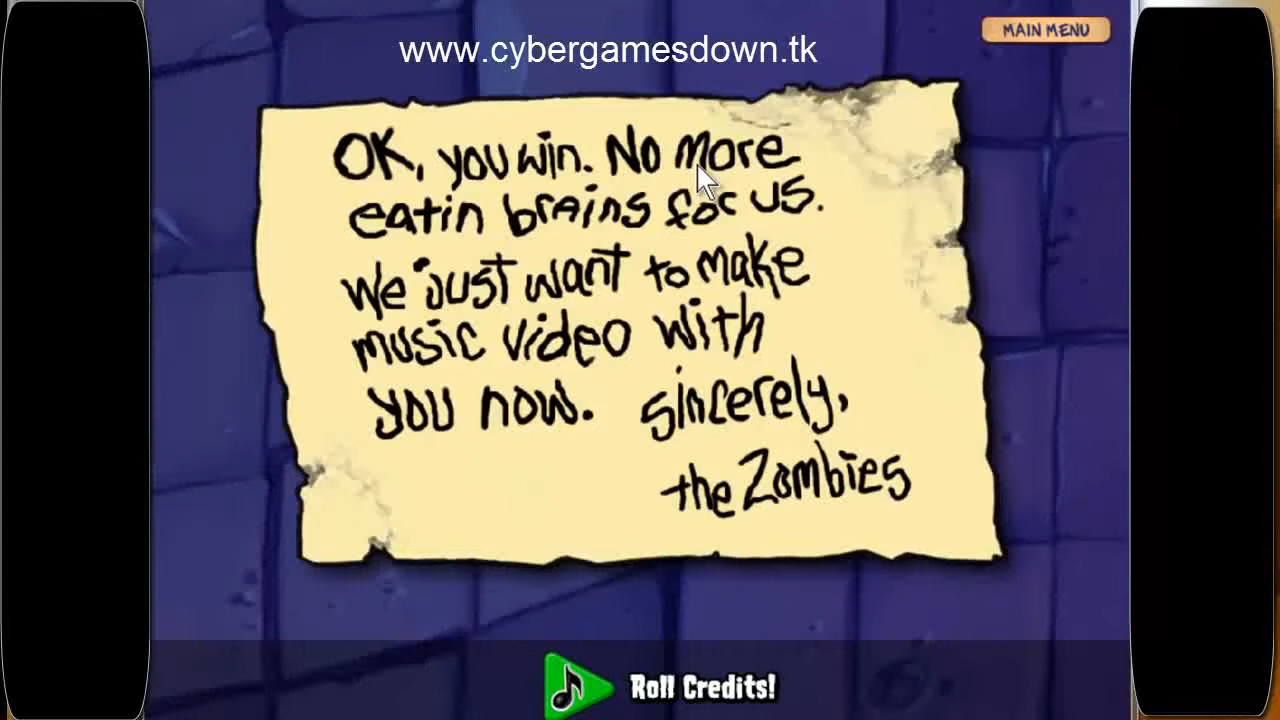 MAIN MENU
www.cybergamesdown.tk
OK, you win. No more
eatin brains for us.
We just want to make
music video with
you now. Sincerely,
the Zombies
Roll Credits!